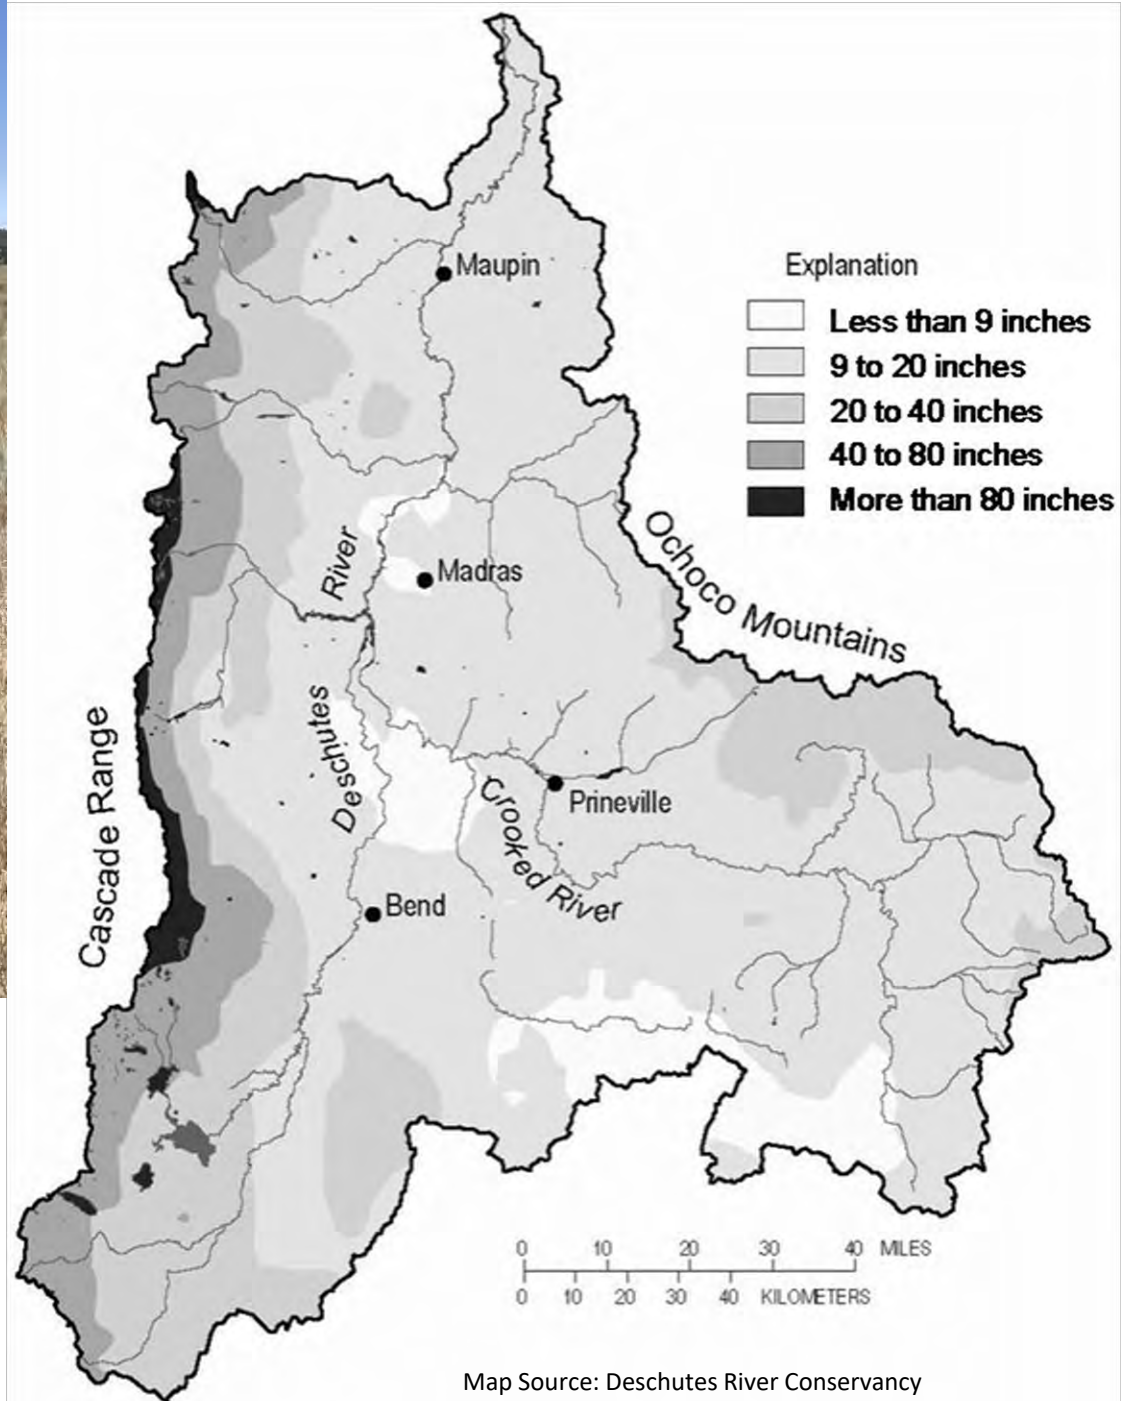 Maupin
Explanation
Less than 9 inches
9 to 20 inches
20 to 40 inches
40 to 80 inches
More than 80 inches
Ochoco Mountains
River
Madras
Deschutes
Cascade Range
Crooked River
Prineville
Bend
0 10 20 30 40 MILES
0 10 20 30 40 KILOMETERS
Map Source: Deschutes River Conservancy